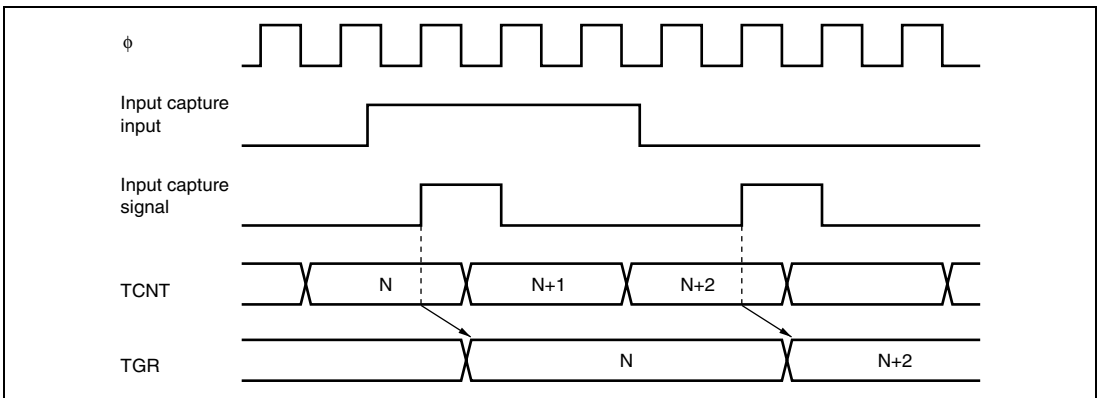 ϕ
Input capture
input
Input capture
signal
TCNT
N
N+1
N+2
TGR
N
N+2